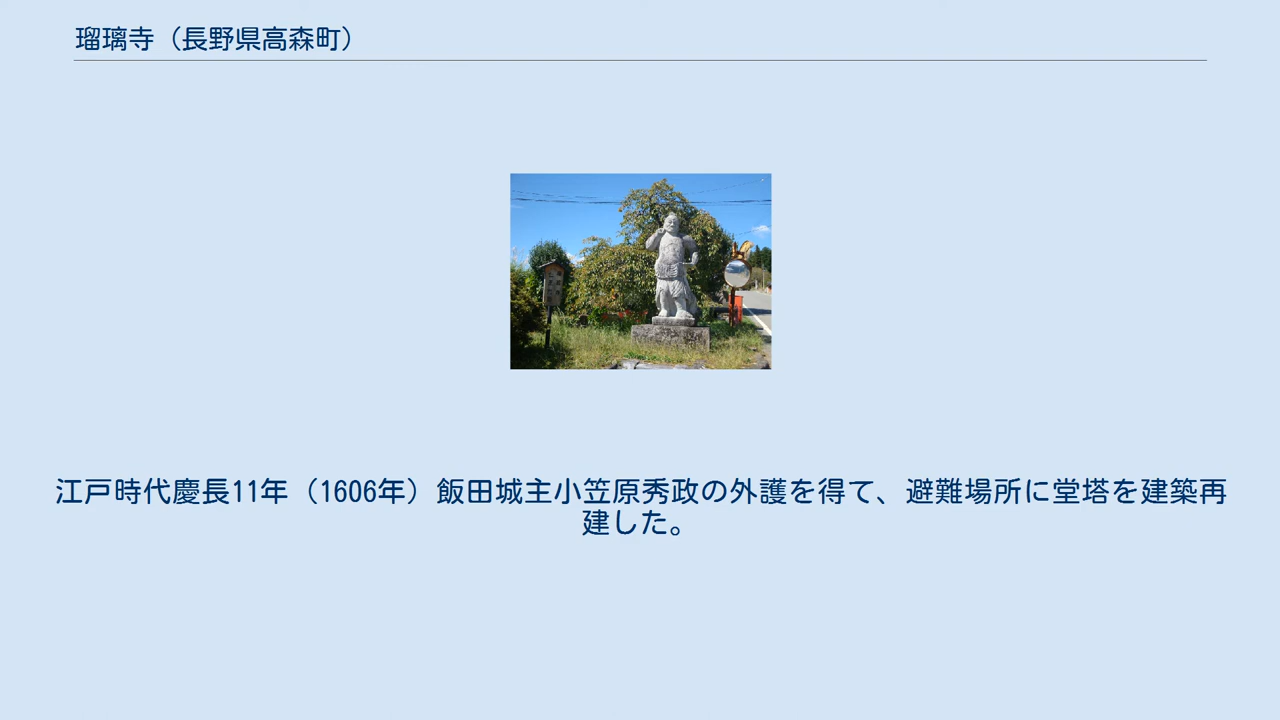 瑠璃寺（長野県高森町）
江戸時代慶長11年（1606年）飯田城主小笠原秀政の外護を得て、避難場所に堂塔を建築再
建した。